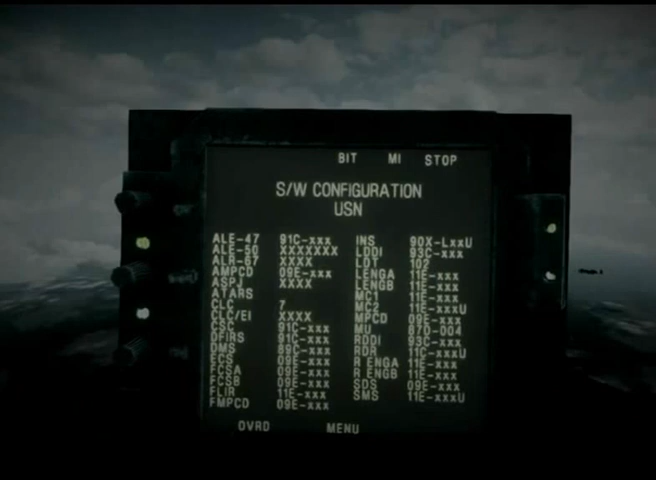 BIT MI STOP
S/W CONFIGURATION
USN
ALE-47 91C-xxx INS 90X-LxxU
ALE-50 XXXXXXX LDDI 93C-xxx
ALR-67 XXXX LDT 102
AMPCD 09E-xxx LENGA 11E-xxx
ASPJ XXXX LENGB 11E-xxx
ATARS MC1 11E-xxx
CLC 7 MC2 11E-xxxU
CLC/EI XXXX MPCD 09E-xxx
CSC 91C-xxx MU 87D-004
DFIRS 91C-xxx RDDI 93C-xxx
DMS 89C-xxx RDR 11C-xxxU
ECS 09E-xxx R ENGA 11E-xxx
FCSA 09E-xxx R ENGB 11E-xxx
FCSB 09E-xxx SDS 09E-xxx
FLIR 11E-xxx SMS 11E-xxxU
FMPCD 09E-xxx
OVRD MENU